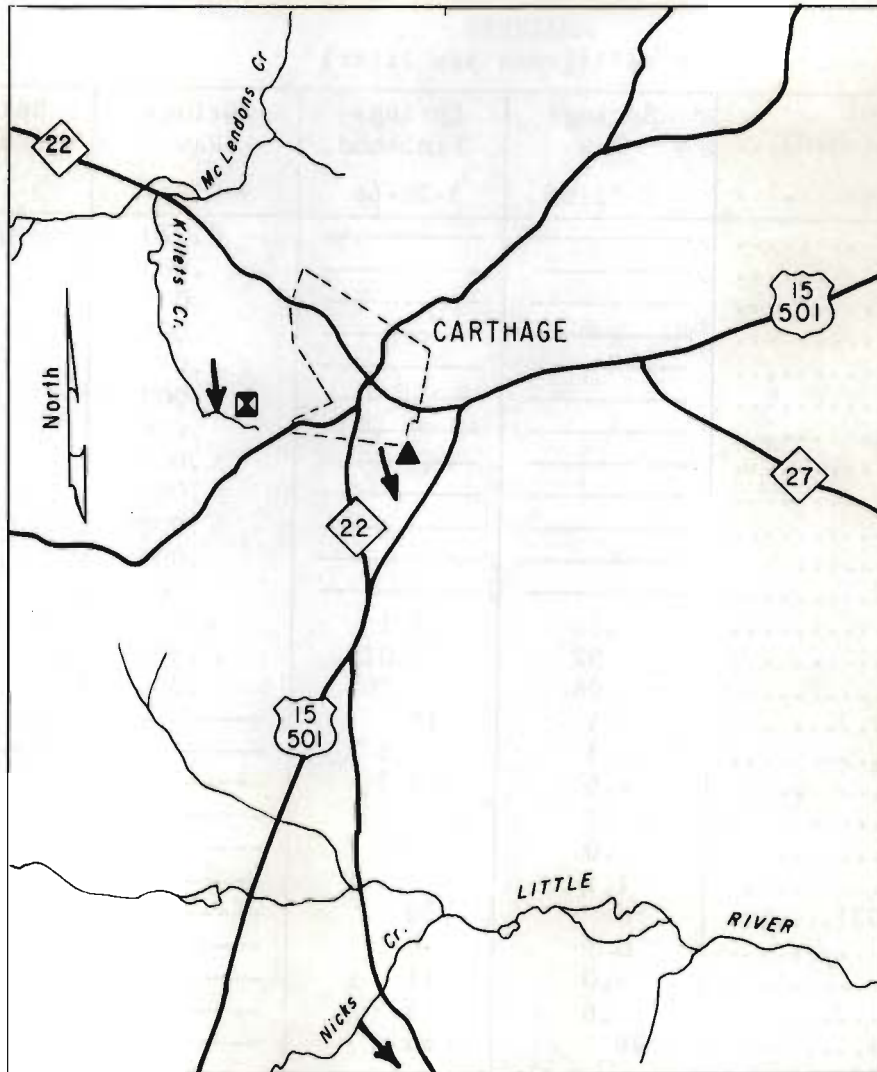 Mc Lendons Cr
22
Killets Cr.
15
501
CARTHAGE
North
27
22
15
501
LITTLE
RIVER
Cr.
Nicks